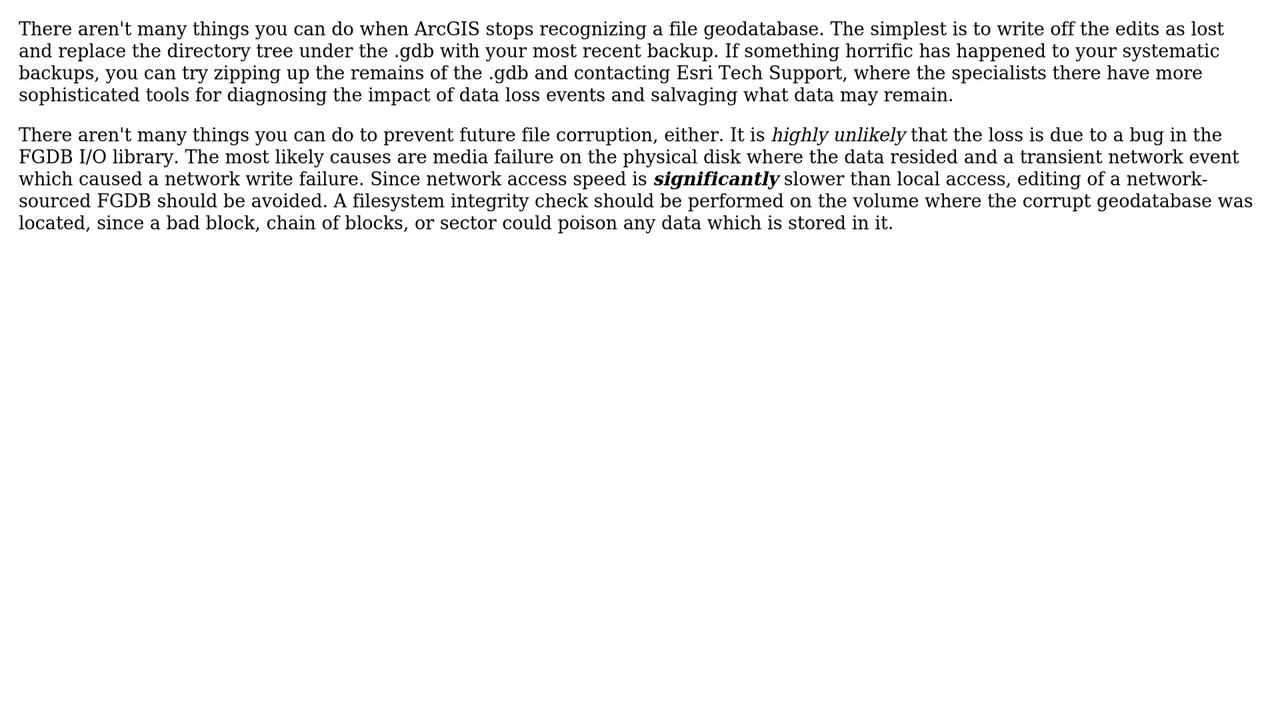 There aren't many things you can do when ArcGIS stops recognizing a file geodatabase. The simplest is to write off the edits as lost
and replace the directory tree under the .gdb with your most recent backup. If something horrific has happened to your systematic
backups, you can try zipping up the remains of the .gdb and contacting Esri Tech Support, where the specialists there have more
sophisticated tools for diagnosing the impact of data loss events and salvaging what data may remain.
There aren't many things you can do to prevent future file corruption, either. It is highly unlikely that the loss is due to a bug in the
FGDB I/O library. The most likely causes are media failure on the physical disk where the data resided and a transient network event
which caused a network write failure. Since network access speed is significantly slower than local access, editing of a network-
sourced FGDB should be avoided. A filesystem integrity check should be performed on the volume where the corrupt geodatabase was
located, since a bad block, chain of blocks, or sector could poison any data which is stored in it.